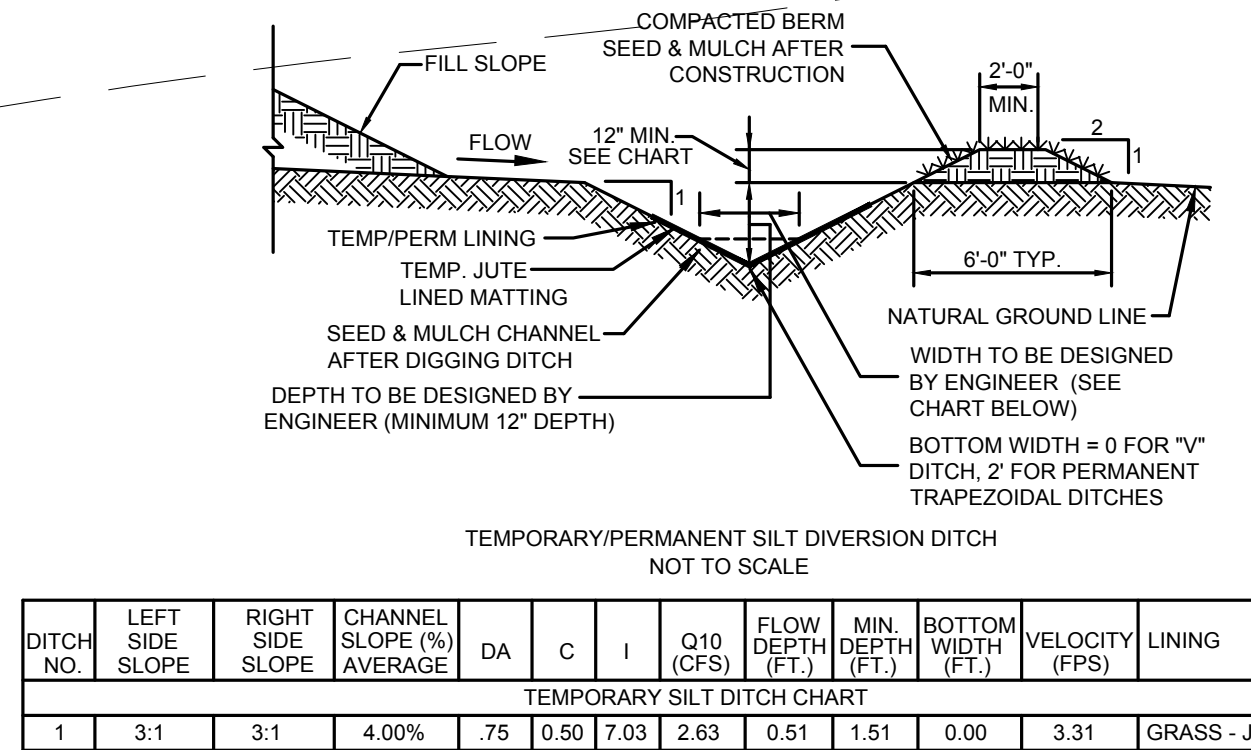 COMPACTED BERM
SEED & MULCH AFTER
CONSTRUCTION
FILL SLOPE
2'-0"
MIN.
2
1
12" MIN.
SEE CHART
FLOW
1
TEMP/PERM LINING
TEMP. JUTE
LINED MATTING
6'-0" TYP.
SEED & MULCH CHANNEL
AFTER DIGGING DITCH
NATURAL GROUND LINE
DEPTH TO BE DESIGNED BY
ENGINEER (MINIMUM 12" DEPTH)
WIDTH TO BE DESIGNED
BY ENGINEER (SEE
CHART BELOW)
BOTTOM WIDTH = 0 FOR "V"
DITCH, 2' FOR PERMANENT
TRAPEZOIDAL DITCHES
TEMPORARY/PERMANENT SILT DIVERSION DITCH
NOT TO SCALE
DITCH NO. LEFT SIDE SLOPE RIGHT SIDE SLOPE CHANNEL SLOPE (%) AVERAGE DA C I Q10 (CFS) FLOW DEPTH (FT.) MIN. DEPTH (FT.) BOTTOM WIDTH (FT.) VELOCITY (FPS) LINING
TEMPORARY SILT DITCH CHART
1 3:1 3:1 4.00% .75 0.50 7.03 2.63 0.51 1.51 0.00 3.31 GRASS - J